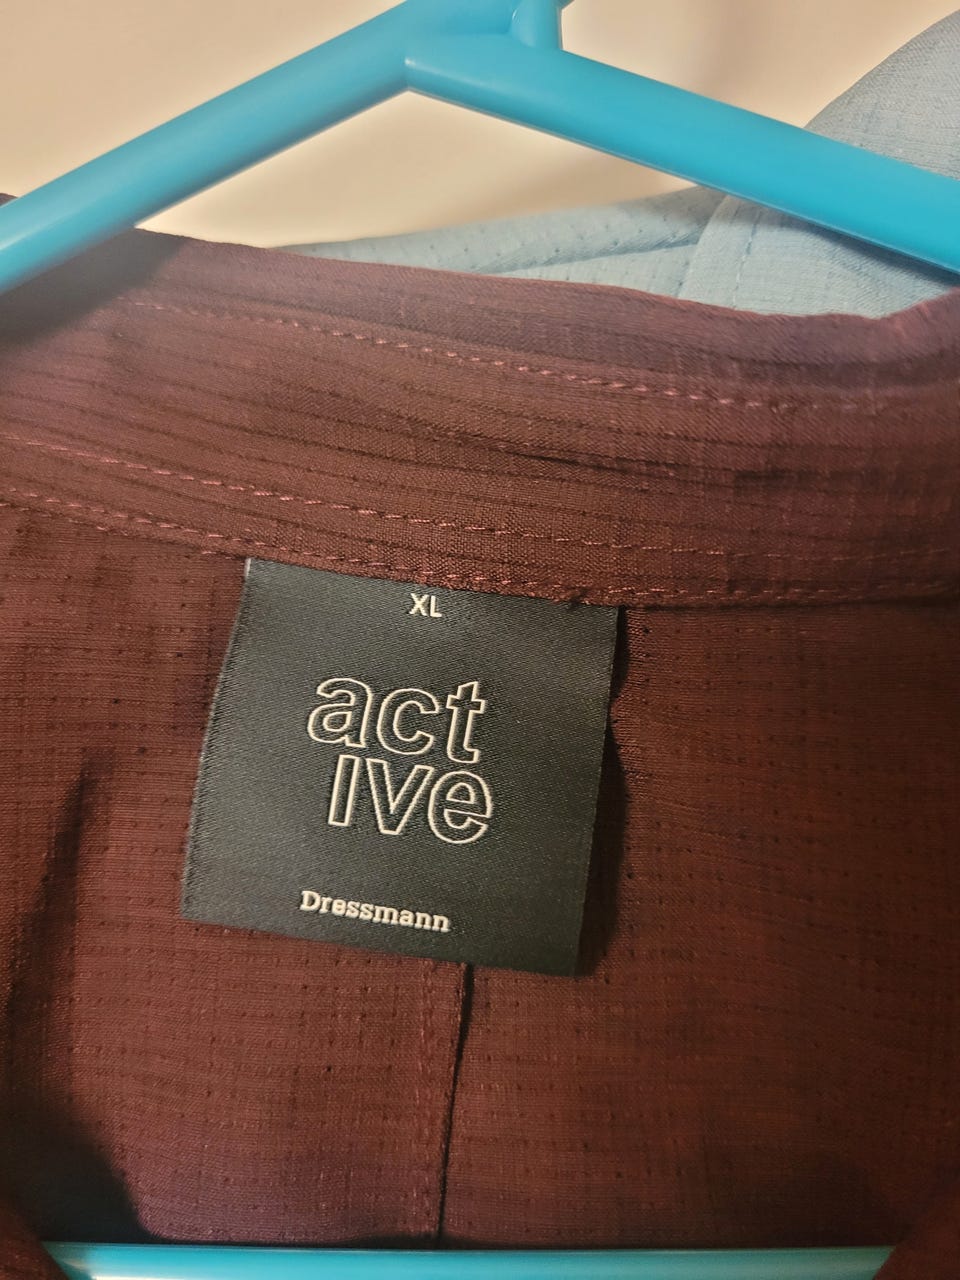 XL
act
ive
Dressmann